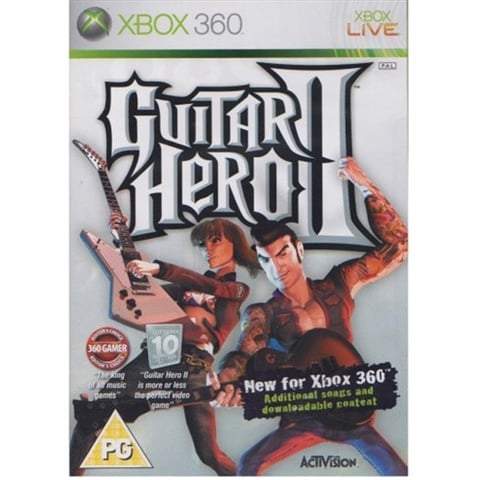 XBOX 360
XBOX
LIVE
PAL
GUITAR
HERO II
™
360 GAMER
"The king
of all music
games"
10
"Guitar Hero II
is more or less
the perfect video
game"
New for Xbox 360™
Additional songs and
downloadable content
PG
ACTIVISION